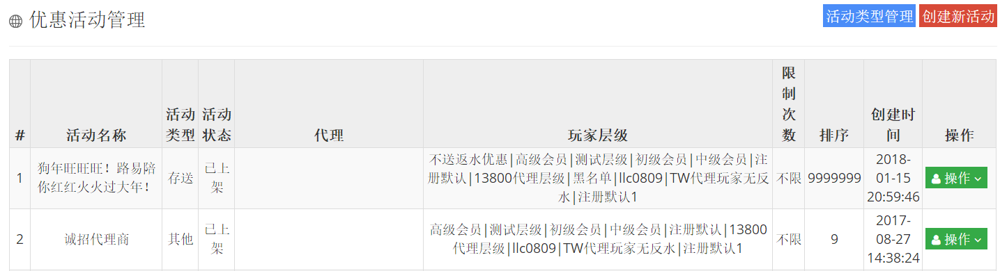 优惠活动管理
活动类型管理 创建新活动
# 活动名称 活动类型 活动状态 代理 玩家层级 限制次数 排序 创建时间 操作
1 狗年旺旺旺！路易陪你红红火火过大年！ 存送 已上架 不送返水优惠|高级会员|测试层级|初级会员|中级会员|注册默认|13800代理层级|黑名单|llc0809|TW代理玩家无反水|注册默认1 不限 9999999 2018-01-15 20:59:46 操作
2 诚招代理商 其他 已上架 高级会员|测试层级|初级会员|中级会员|注册默认|13800代理层级|llc0809|TW代理玩家无反水|注册默认1 不限 9 2017-08-27 14:38:24 操作